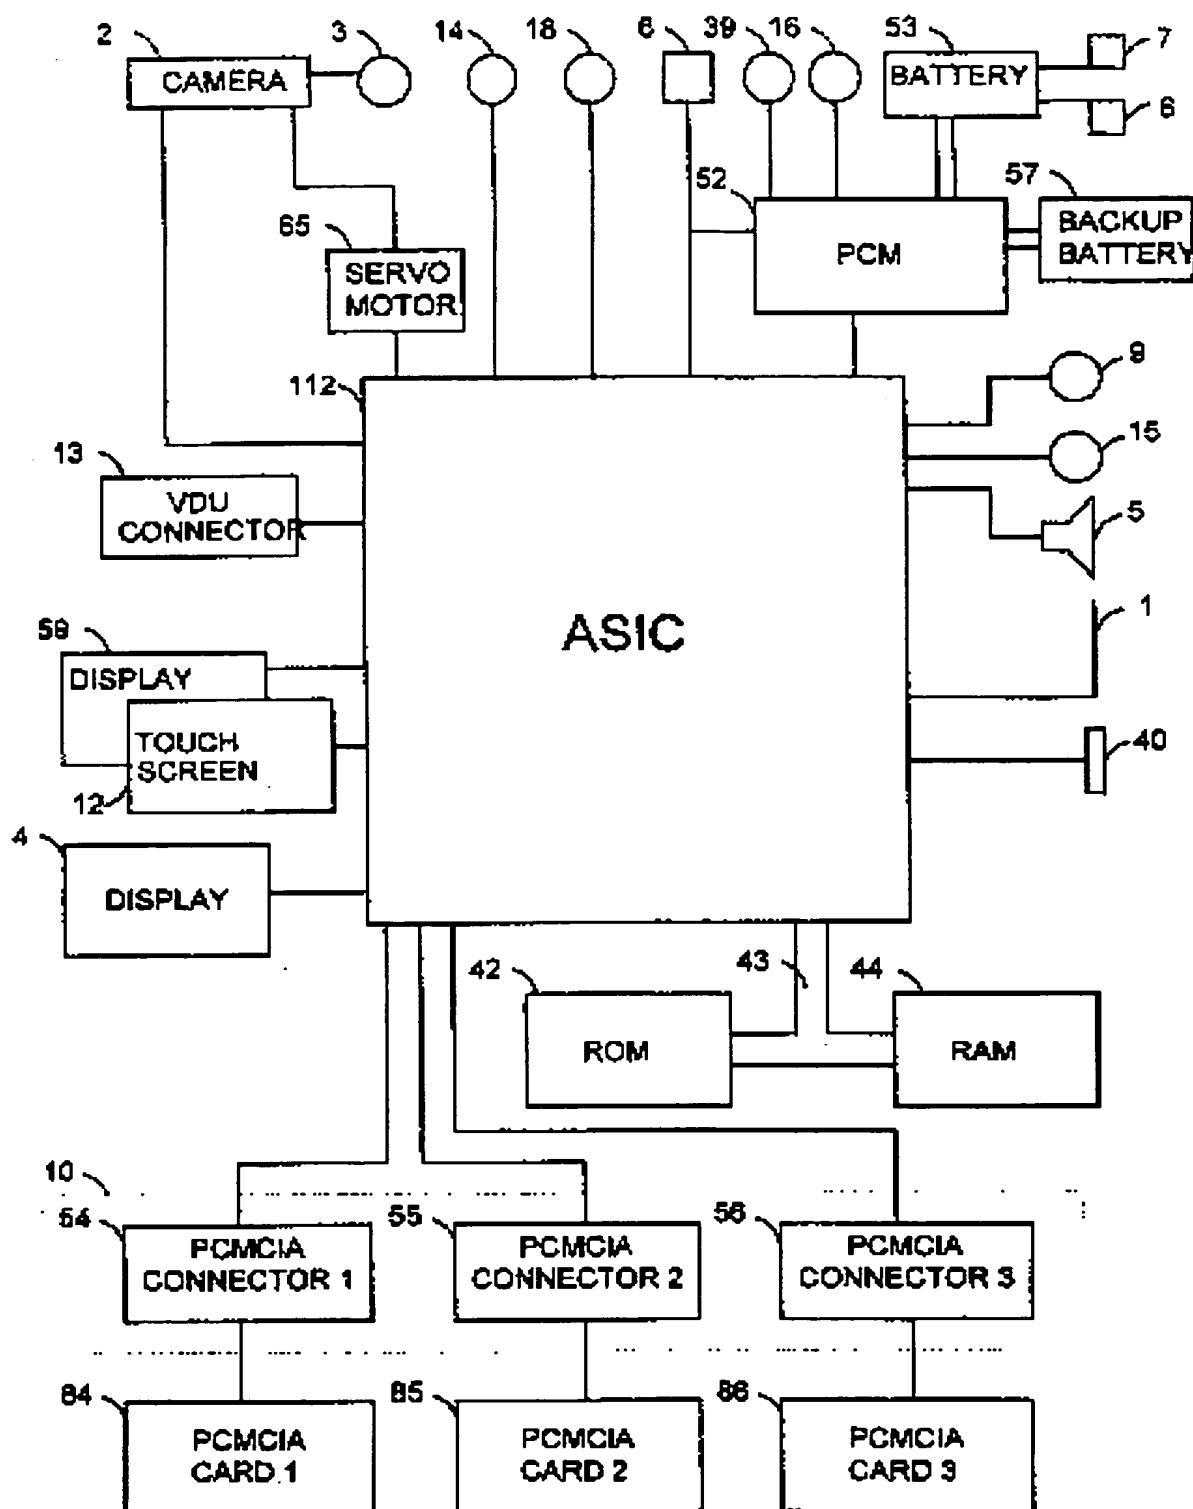 2
3
14
18
6
39
16
53
7
CAMERA
BATTERY
6
52
57
65
PCM
BACKUP
BATTERY
SERVO
MOTOR
112
9
13
15
VDU
CONNECTOR
5
ASIC
1
59
DISPLAY
TOUCH
SCREEN
12
40
4
DISPLAY
42
43
44
ROM
RAM
10
54
55
56
PCMCIA
CONNECTOR 1
PCMCIA
CONNECTOR 2
PCMCIA
CONNECTOR 3
84
85
86
PCMCIA
CARD 1
PCMCIA
CARD 2
PCMCIA
CARD 3